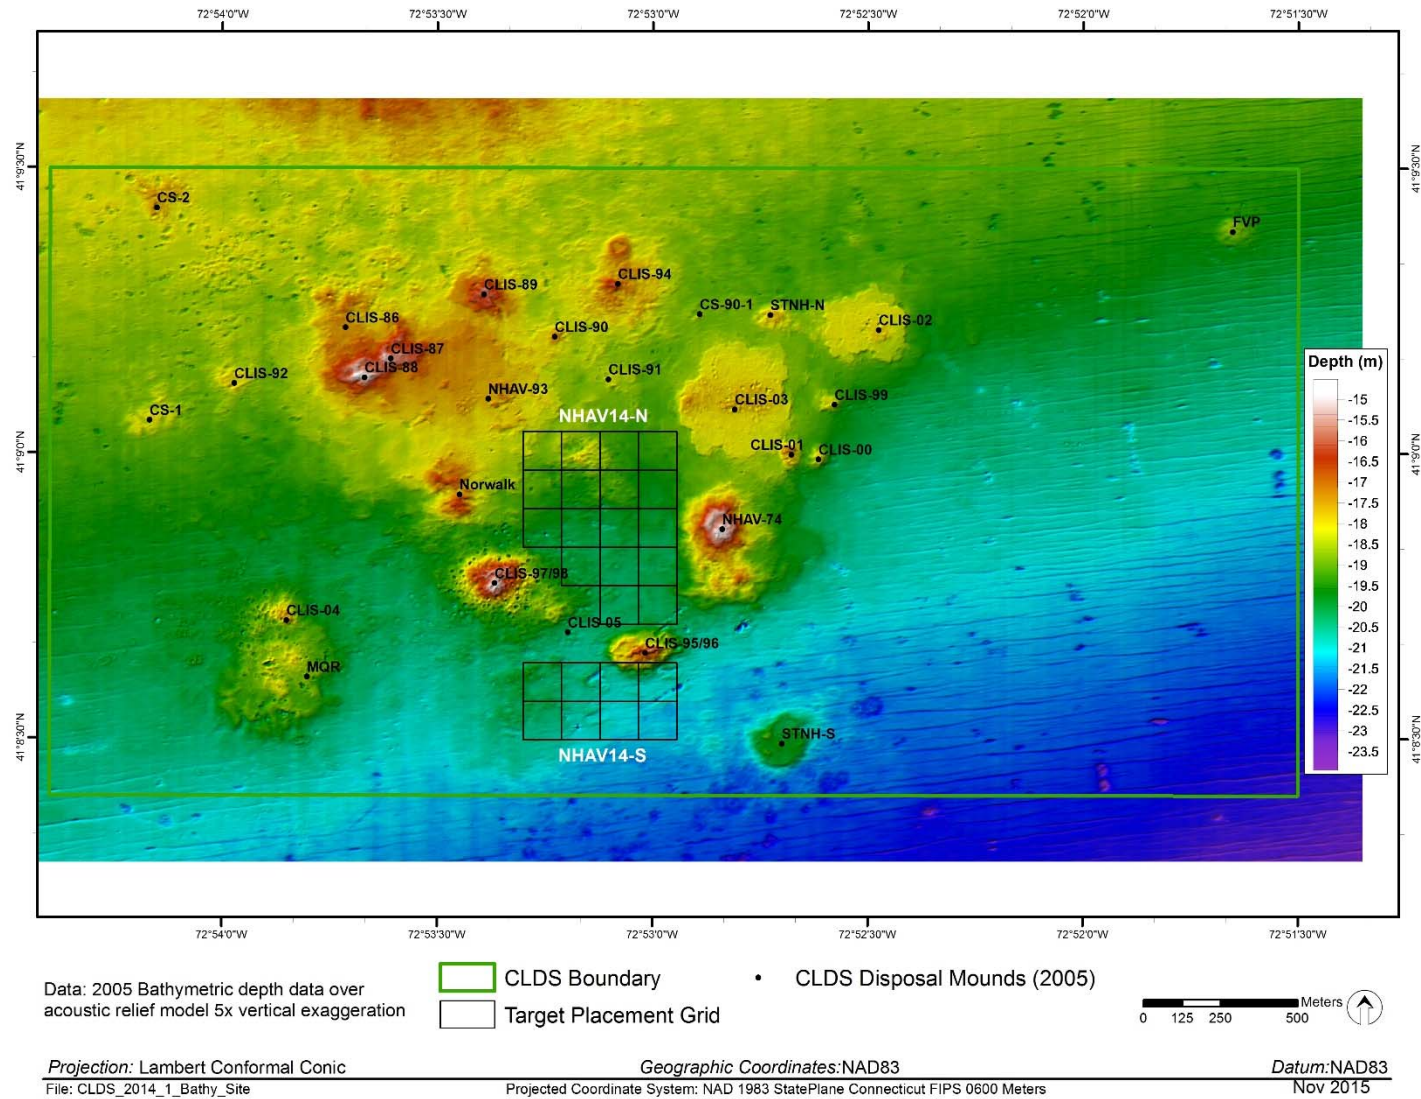 72°54'0"W 72°53'30"W 72°53'0"W 72°52'30"W 72°52'0"W 72°51'30"W
41°9'30"N 41°9'30"N
CS-2
FVP
CLIS-94
CLIS-89
CS-90-1 STNH-N
CLIS-86 CLIS-02
CLIS-90
CLIS-87
CLIS-88 CLIS-91
CLIS-92
NHAV-93
CLIS-03 CLIS-99
CS-1 NHAV14-N
CLIS-01 CLIS-00
41°9'0"N 41°9'0"N
Norwalk
NHAV-74
CLIS-97/98
CLIS-04
CLIS-05
CLIS-95/96
MQR
STNH-S
41°8'30"N 41°8'30"N
NHAV14-S
Depth (m)
-15
-15.5
-16
-16.5
-17
-17.5
-18
-18.5
-19
-19.5
-20
-20.5
-21
-21.5
-22
-22.5
-23
-23.5
72°54'0"W 72°53'30"W 72°53'0"W 72°52'30"W 72°52'0"W 72°51'30"W
Data: 2005 Bathymetric depth data over
acoustic relief model 5x vertical exaggeration
CLDS Boundary
CLDS Disposal Mounds (2005)
Target Placement Grid
Meters
0 125 250 500
Projection: Lambert Conformal Conic Geographic Coordinates:NAD83 Datum:NAD83
File: CLDS_2014_1_Bathy_Site Projected Coordinate System: NAD 1983 StatePlane Connecticut FIPS 0600 Meters Nov 2015